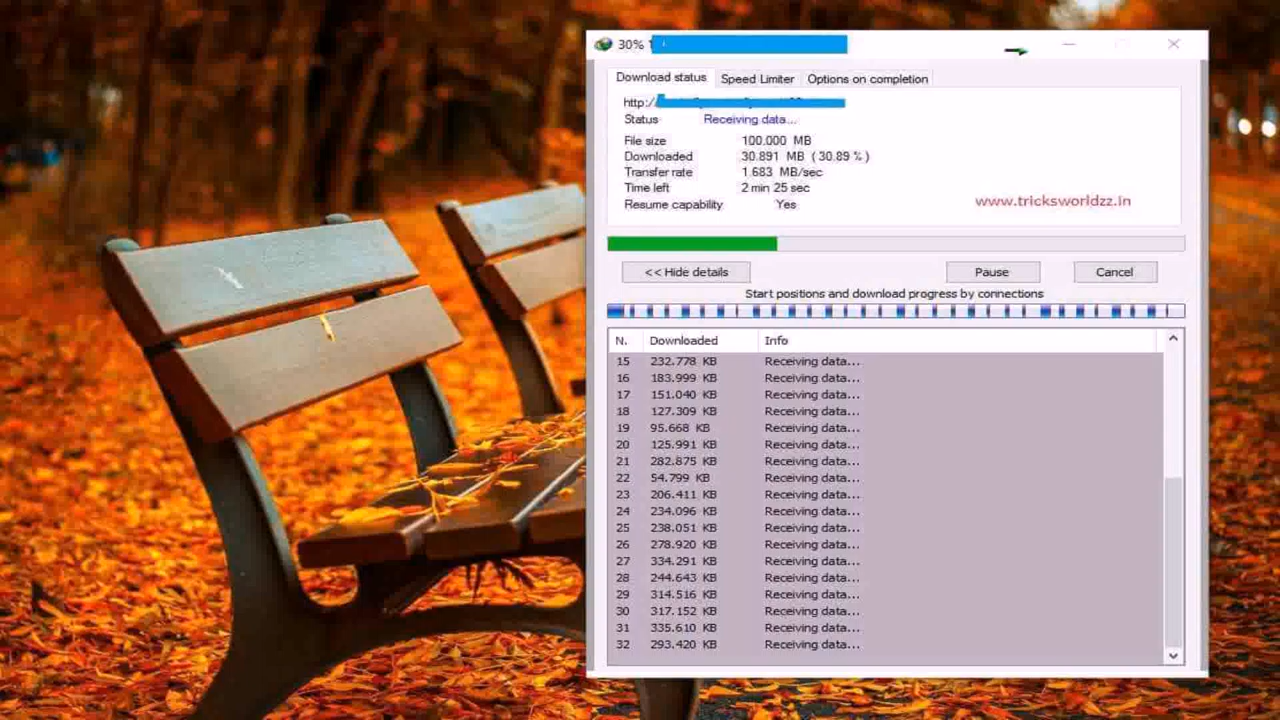 30%
Download status Speed Limiter Options on completion
http:/
Status Receiving data...
File size 100.000 MB
Downloaded 30.891 MB ( 30.89 % )
Transfer rate 1.683 MB/sec
Time left 2 min 25 sec
Resume capability Yes
www.tricksworldzz.in
<< Hide details Pause Cancel
Start positions and download progress by connections
N. Downloaded Info
15 232.778 KB Receiving data...
16 183.999 KB Receiving data...
17 151.040 KB Receiving data...
18 127.309 KB Receiving data...
19 95.668 KB Receiving data...
20 125.991 KB Receiving data...
21 282.875 KB Receiving data...
22 54.799 KB Receiving data...
23 206.411 KB Receiving data...
24 234.096 KB Receiving data...
25 238.051 KB Receiving data...
26 278.920 KB Receiving data...
27 334.291 KB Receiving data...
28 244.643 KB Receiving data...
29 314.516 KB Receiving data...
30 317.152 KB Receiving data...
31 335.610 KB Receiving data...
32 293.420 KB Receiving data...